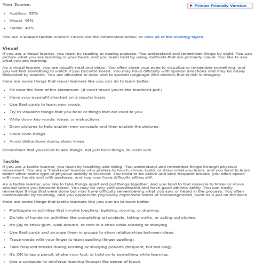 Your Scores:
Printer Friendly Version
Auditory: 20%
Visual: 40%
Tactile: 40%
You are a Visual/Tactile learner! Check out the information below, or view all of the learning styles!
Visual
If you are a visual learner, you learn by reading or seeing pictures. You understand and remember things by sight. You can
picture what you are learning in your head, and you learn best by using methods that are primarily visual. You like to see
what you are learning.
As a visual learner, you are usually neat and clean. You often close your eyes to visualize or remember something, and
you will find something to watch if you become bored. You may have difficulty with spoken directions and may be easily
distracted by sounds. You are attracted to color and to spoken language (like stories) that is rich in imagery.
Here are some things that visual learners like you can do to learn better:
Sit near the front of the classroom. (It won't mean you're the teacher's pet!)
Have your eyesight checked on a regular basis.
Use flashcards to learn new words.
Try to visualize things that you hear or things that are read to you.
Write down key words, ideas, or instructions.
Draw pictures to help explain new concepts and then explain the pictures.
Color code things.
Avoid distractions during study times.
Remember that you need to see things, not just hear things, to learn well.
Tactile
If you are a tactile learner, you learn by touching and doing. You understand and remember things through physical
movement. You are a "hands-on" learner who prefers to touch, move, build, or draw what you learn, and you tend to learn
better when some type of physical activity is involved. You need to be active and take frequent breaks, you often speak
with your hands and with gestures, and you may have difficulty sitting still.
As a tactile learner, you like to take things apart and put things together, and you tend to find reasons to tinker or move
around when you become bored. You may be very well coordinated and have good athletic ability. You can easily
remember things that were done but may have difficulty remembering what you saw or heard in the process. You often
communicate by touching, and you appreciate physically expressed forms of encouragement, such as a pat on the back.
Here are some things that tactile learners like you can do to learn better:
Participate in activities that involve touching, building, moving, or drawing.
Do lots of hands-on activities like completing art projects, taking walks, or acting out stories.
It's OK to chew gum, walk around, or rock in a chair while reading or studying.
Use flashcards and arrange them in groups to show relationships between ideas.
Trace words with your finger to learn spelling (finger spelling).
Take frequent breaks during reading or studying periods (frequent, but not long).
It's OK to tap a pencil, shake your foot, or hold on to something while learning.
Use a computer to reinforce learning through the sense of touch.